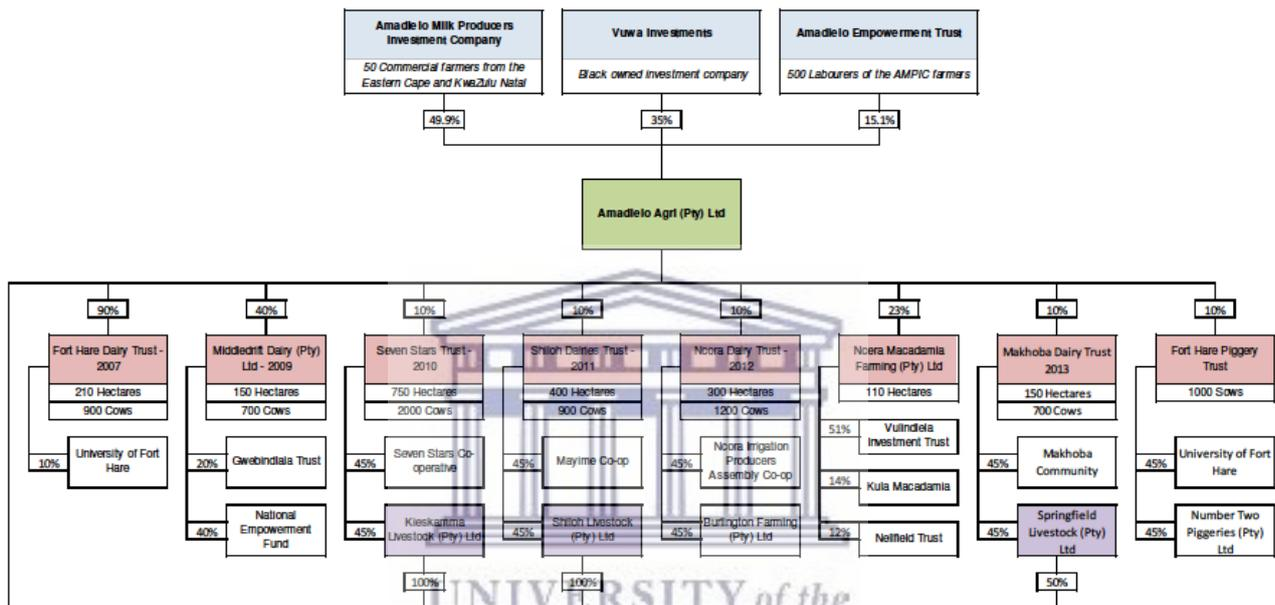 Amadlelo Milk Producers
Investment Company
50 Commercial farmers from the
Eastern Cape and KwaZulu Natal
Vuwa Investments
Black owned investment company
Amadlelo Empowerment Trust
500 Labourers of the AMPIC farmers
49.9%
35%
15.1%
Amadlelo Agri (Pty) Ltd
90%
40%
10%
10%
10%
23%
10%
10%
Fort Hare Dairy Trust -
2007
210 Hectares
900 Cows
10%
University of Fort
Hare
Middledrift Dairy (Pty)
Ltd - 2009
150 Hectares
700 Cows
20%
Gwebindlala Trust
40%
National
Empowerment
Fund
Seven Stars Trust -
2010
750 Hectares
2000 Cows
45%
Seven Stars Co-
operative
45%
Kieskamma
Livestock (Pty) Ltd
100%
Shiloh Dairies Trust -
2011
400 Hectares
900 Cows
45%
Mayime Co-op
45%
Shiloh Livestock
(Pty) Ltd
100%
Ncora Dairy Trust -
2012
300 Hectares
1200 Cows
45%
Ncora Irrigation
Producers
Assembly Co-op
45%
Burlington Farming
(Pty) Ltd
Ncera Macadamia
Farming (Pty) Ltd
110 Hectares
51%
Vulindlela
Investment Trust
14%
Kula Macadamia
12%
Nellfield Trust
Makhoba Dairy Trust
2013
150 Hectares
700 Cows
45%
Makhoba
Community
45%
Springfield
Livestock (Pty)
Ltd
50%
Fort Hare Piggery
Trust
1000 Sows
45%
University of Fort
Hare
45%
Number Two
Piggeries (Pty)
Ltd
UNIVERSITY of the